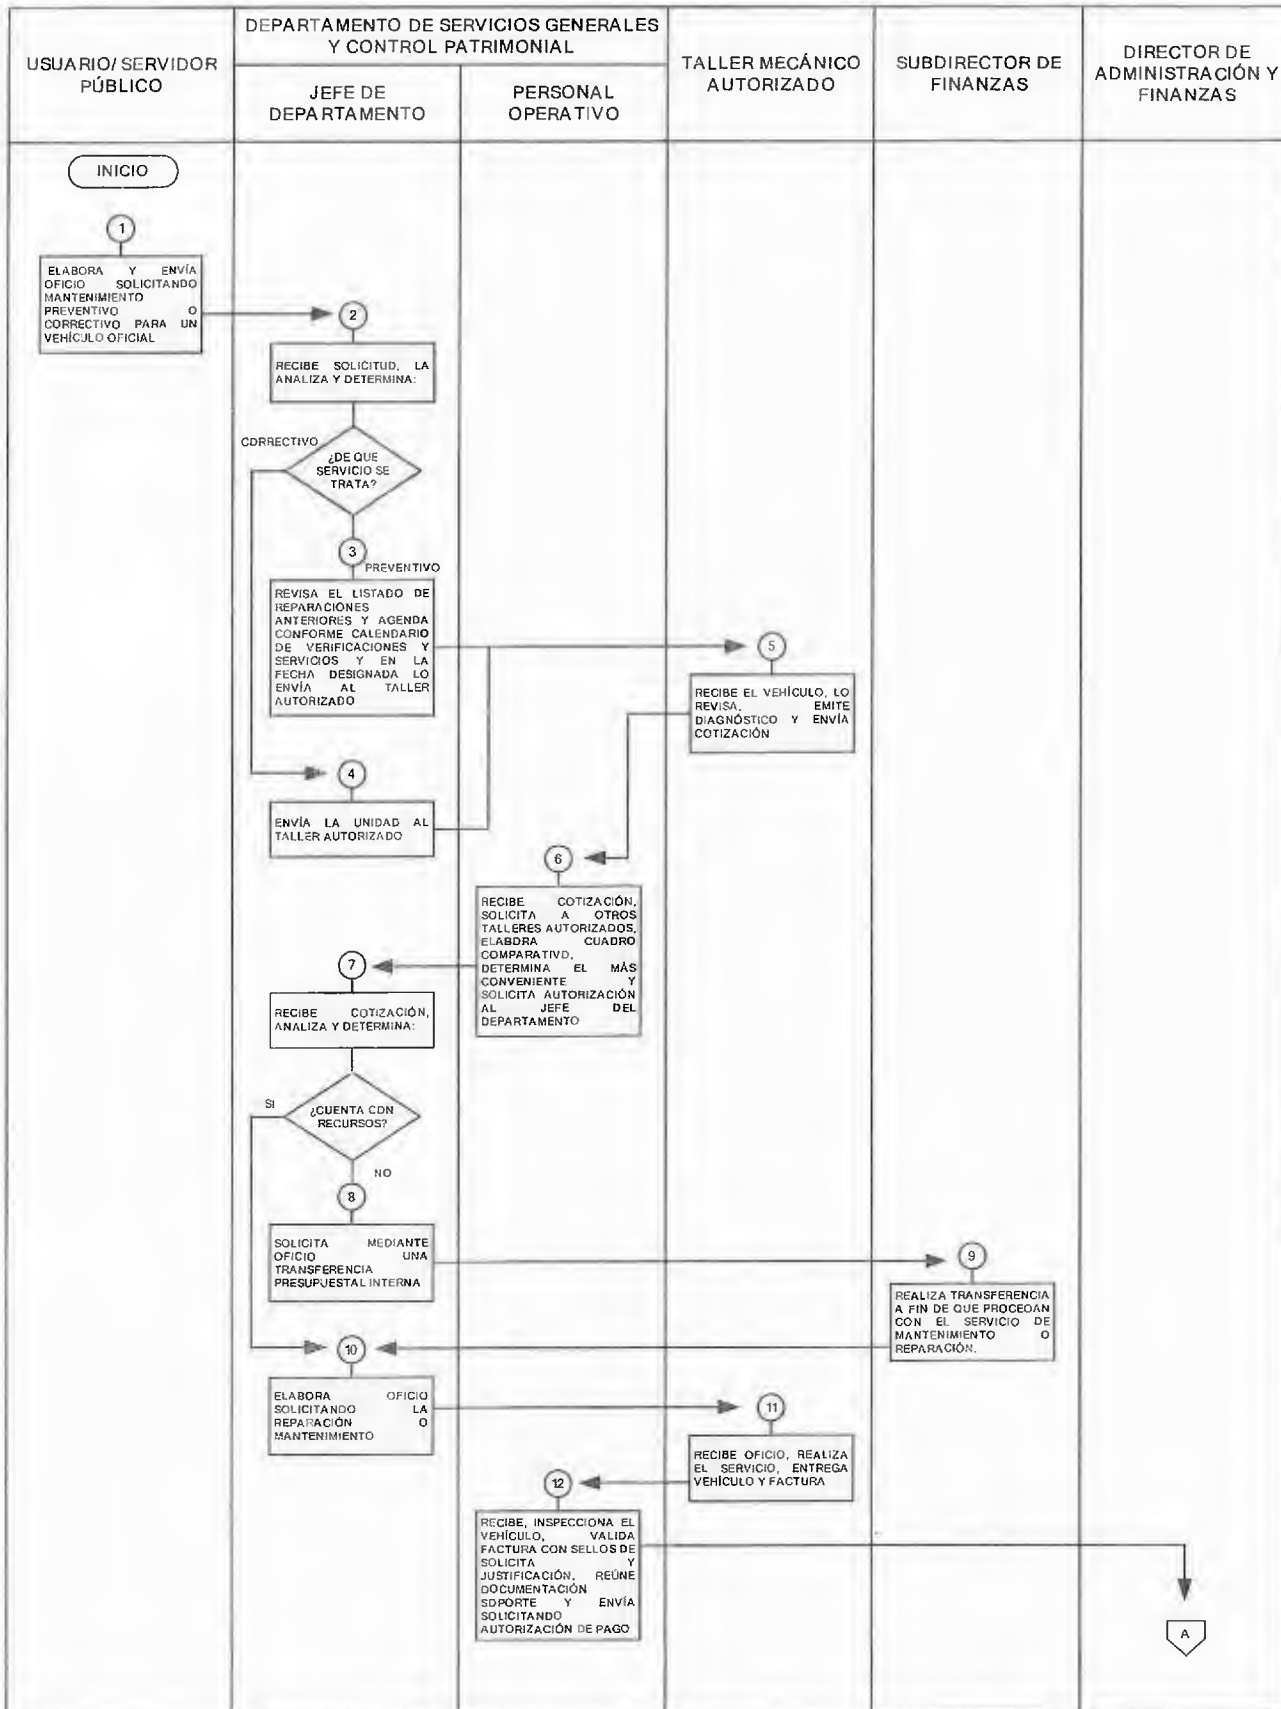 DEPARTAMENTO DE SERVICIOS GENERALES
Y CONTROL PATRIMONIAL
USUARIO/ SERVIDOR
PÚBLICO
JEFE DE
DEPARTAMENTO
PERSONAL
OPERATIVO
TALLER MECÁNICO
AUTORIZADO
SUBDIRECTOR DE
FINANZAS
DIRECTOR DE
ADMINISTRACIÓN Y
FINANZAS
INICIO
1
ELABORA Y ENVÍA
OFICIO SOLICITANDO
MANTENIMIENTO
PREVENTIVO O
CORRECTIVO PARA UN
VEHÍCULO OFICIAL
2
RECIBE SOLICITUD, LA
ANALIZA Y DETERMINA:
CORRECTIVO
¿DE QUE
SERVICIO SE
TRATA?
3
PREVENTIVO
REVISA EL LISTADO DE
REPARACIONES
ANTERIORES Y AGENDA
CONFORME CALENDARIO
DE VERIFICACIONES Y
SERVICIOS Y EN LA
FECHA DESIGNADA LO
ENVÍA AL TALLER
AUTORIZADO
4
ENVÍA LA UNIDAD AL
TALLER AUTORIZADO
5
RECIBE EL VEHÍCULO, LO
REVISA, EMITE
DIAGNÓSTICO Y ENVÍA
COTIZACIÓN
6
RECIBE COTIZACIÓN,
SOLICITA A OTROS
TALLERES AUTORIZADOS,
ELABORA CUADRO
COMPARATIVO,
DETERMINA EL MÁS
CONVENIENTE Y
SOLICITA AUTORIZACIÓN
AL JEFE DEL
DEPARTAMENTO
7
RECIBE COTIZACIÓN,
ANALIZA Y DETERMINA:
SI
¿CUENTA CON
RECURSOS?
NO
8
SOLICITA MEDIANTE
OFICIO UNA
TRANSFERENCIA
PRESUPUESTAL INTERNA
9
REALIZA TRANSFERENCIA
A FIN DE QUE PROCEDAN
CON EL SERVICIO DE
MANTENIMIENTO O
REPARACIÓN.
10
ELABORA OFICIO
SOLICITANDO LA
REPARACIÓN O
MANTENIMIENTO
11
RECIBE OFICIO, REALIZA
EL SERVICIO, ENTREGA
VEHÍCULO Y FACTURA
12
RECIBE, INSPECCIONA EL
VEHÍCULO, VALIDA
FACTURA CON SELLOS DE
SOLICITA Y
JUSTIFICACIÓN, REÚNE
DOCUMENTACIÓN
SOPORTE Y ENVÍA
SOLICITANDO
AUTORIZACIÓN DE PAGO
A